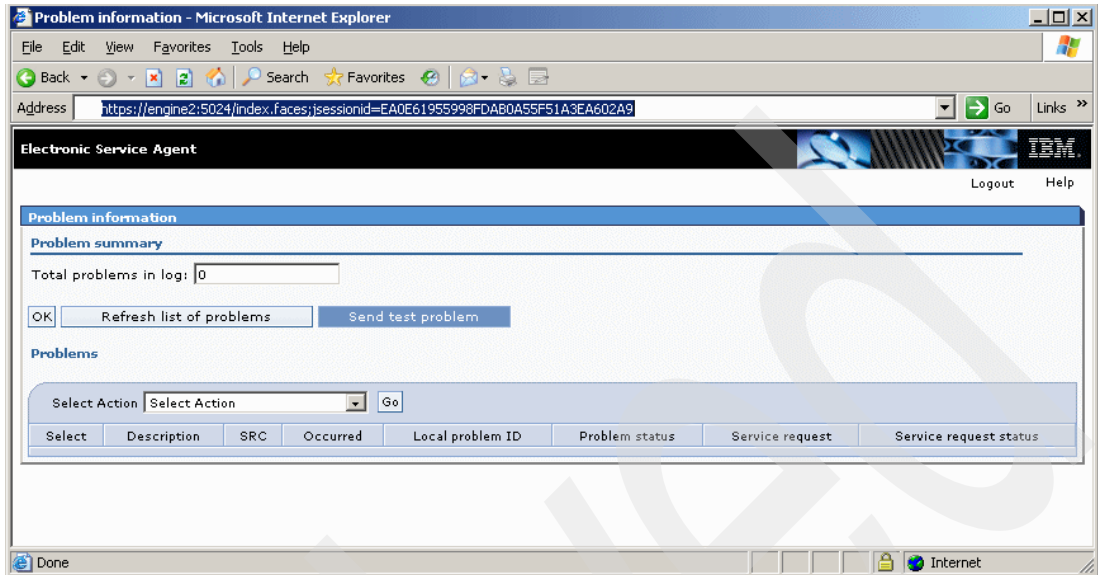 Problem information - Microsoft Internet Explorer
File Edit View Favorites Tools Help
Back Search Favorites
Address https://engine2:5024/index.faces;jsessionid=EA0E61955998FDAB0A55F51A3EA602A9 Go Links »
Electronic Service Agent IBM.
Logout Help
Problem information
Problem summary
Total problems in log: 0
OK Refresh list of problems Send test problem
Problems
Select Action Select Action Go
Select Description SRC Occurred Local problem ID Problem status Service request Service request status
Done Internet